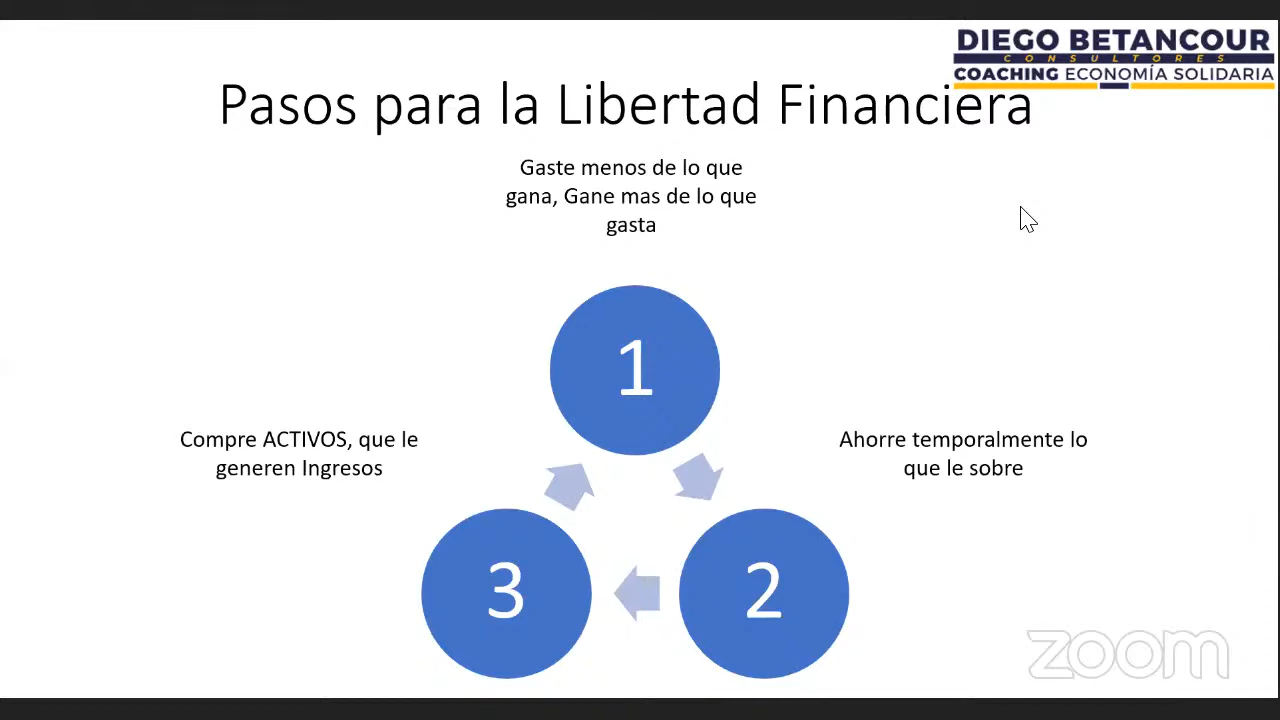 DIEGO BETANCOUR
CONSULTORES
COACHING ECONOMÍA SOLIDARIA
Pasos para la Libertad Financiera
Gaste menos de lo que
gana, Gane mas de lo que
gasta
1
Compre ACTIVOS, que le
generen Ingresos
Ahorre temporalmente lo
que le sobre
3
2
zoom